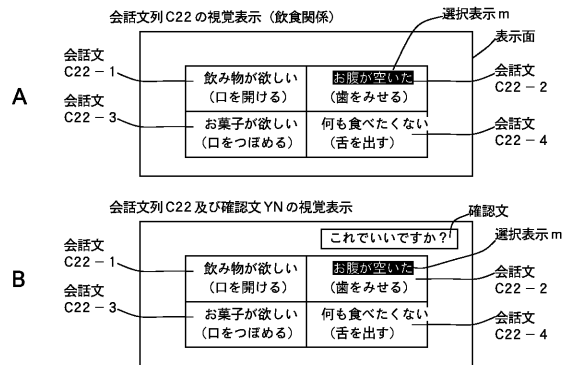 会話文列C22の視覚表示（飲食関係）
選択表示m
表示面
会話文
C22－1
飲み物が欲しい
（口を開ける）
お腹が空いた
（歯をみせる）
会話文
C22－2
A
会話文
C22－3
お菓子が欲しい
（口をつぼめる）
何も食べたくない
（舌を出す）
会話文
C22－4
会話文列C22及び確認文YNの視覚表示
確認文
これでいいですか？
選択表示m
会話文
C22－1
飲み物が欲しい
（口を開ける）
お腹が空いた
（歯をみせる）
会話文
C22－2
B
会話文
C22－3
お菓子が欲しい
（口をつぼめる）
何も食べたくない
（舌を出す）
会話文
C22－4